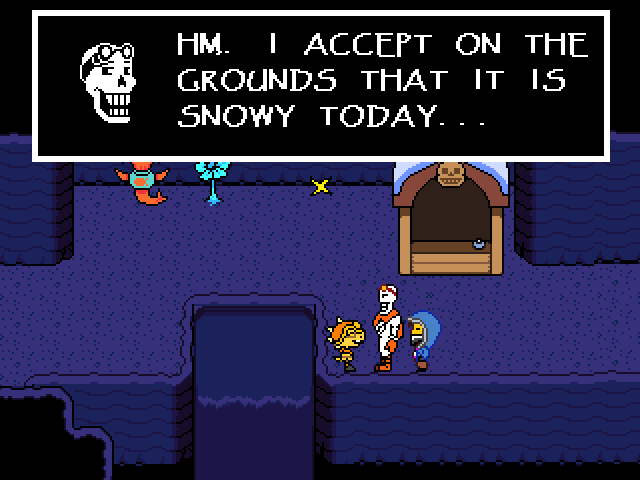 HM. I ACCEPT ON THE
GROUNDS THAT IT IS
SNOWY TODAY...